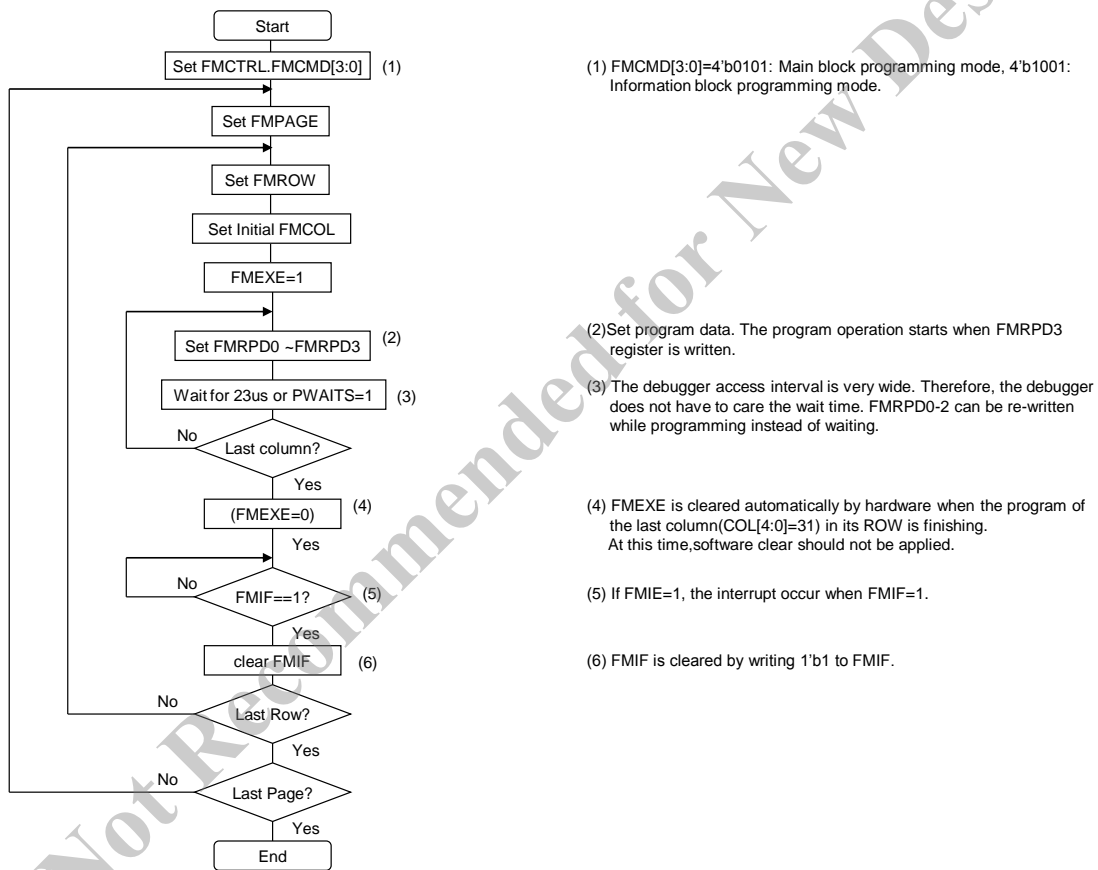 Start
Set FMCTRL.FMCMD[3:0] (1)
Set FMPAGE
Set FMROW
Set Initial FMCOL
FMEXE=1
Set FMRPD0 ~FMRPD3 (2)
Wait for 23us or PWAITS=1 (3)
No
Last column?
Yes
(FMEXE=0) (4)
Yes
No
FMIF==1? (5)
Yes
clear FMIF (6)
No
Last Row?
Yes
No
Last Page?
Yes
End
(1) FMCMD[3:0]=4'b0101: Main block programming mode, 4'b1001:
Information block programming mode.
(2)Set program data. The program operation starts when FMRPD3
register is written.
(3) The debugger access interval is very wide. Therefore, the debugger
does not have to care the wait time. FMRPD0-2 can be re-written
while programming instead of waiting.
(4) FMEXE is cleared automatically by hardware when the program of
the last column(COL[4:0]=31) in its ROW is finishing.
At this time,software clear should not be applied.
(5) If FMIE=1, the interrupt occur when FMIF=1.
(6) FMIF is cleared by writing 1'b1 to FMIF.
Not Recommended for New Des